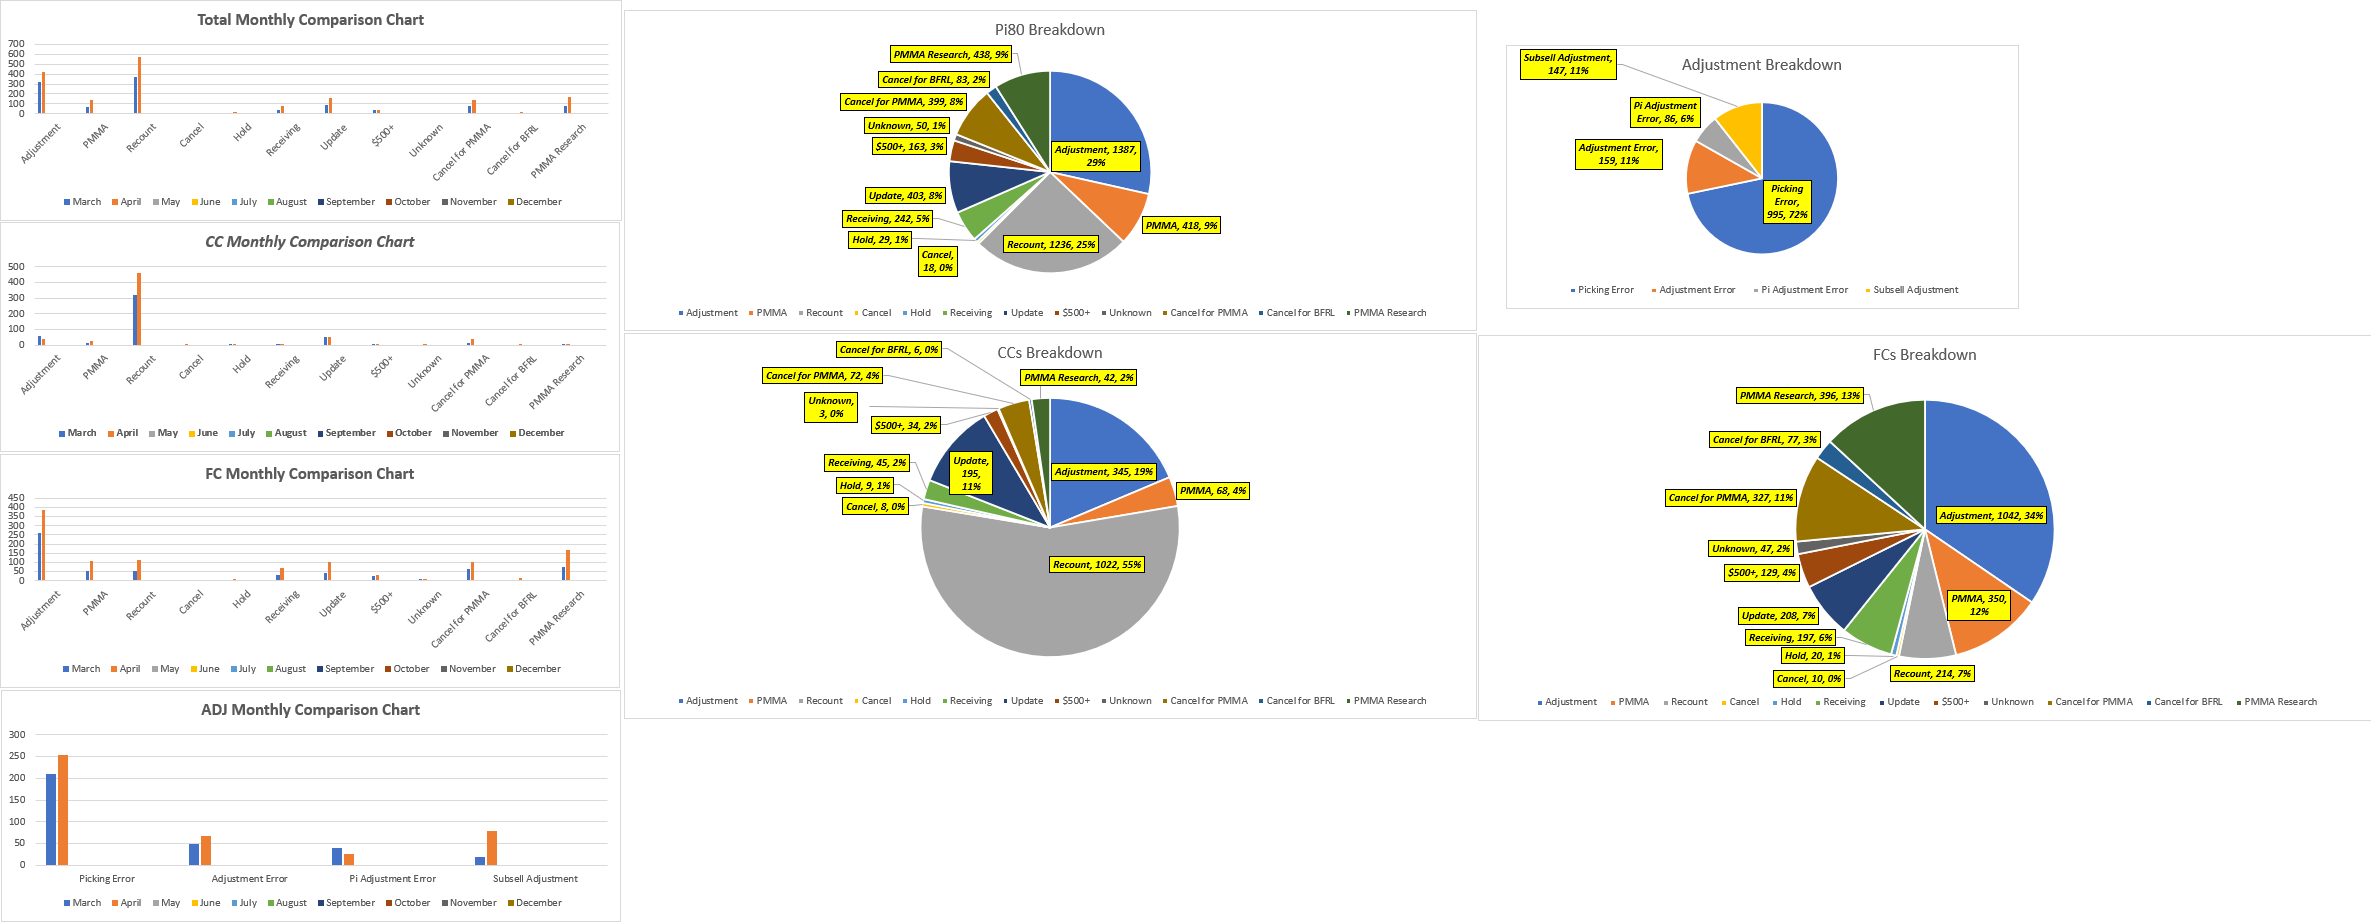 Total Monthly Comparison Chart
700
600
500
400
300
200
100
0
Adjustment
PMMA
Recount
Cancel
Hold
Receiving
Update
$500+
Unknown
Cancel for PMMA
Cancel for BFRL
PMMA Research
March April May June July August September October November December
CC Monthly Comparison Chart
500
400
300
200
100
0
Adjustment
PMMA
Recount
Cancel
Hold
Receiving
Update
$500+
Unknown
Cancel for PMMA
Cancel for BFRL
PMMA Research
March April May June July August September October November December
FC Monthly Comparison Chart
450
400
350
300
250
200
150
100
50
0
Adjustment
PMMA
Recount
Cancel
Hold
Receiving
Update
$500+
Unknown
Cancel for PMMA
Cancel for BFRL
PMMA Research
March April May June July August September October November December
ADJ Monthly Comparison Chart
300
250
200
150
100
50
0
Picking Error
Adjustment Error
Pi Adjustment Error
Subsell Adjustment
March April May June July August September October November December
Pi80 Breakdown
PMMA Research, 438, 9%
Cancel for BFRL, 83, 2%
Cancel for PMMA, 399, 8%
Unknown, 50, 1%
$500+, 163, 3%
Update, 403, 8%
Receiving, 242, 5%
Hold, 29, 1%
Cancel,
18, 0%
Recount, 1236, 25%
PMMA, 418, 9%
Adjustment, 1387,
29%
Adjustment PMMA Recount Cancel Hold Receiving Update $500+ Unknown Cancel for PMMA Cancel for BFRL PMMA Research
CCs Breakdown
Cancel for BFRL, 6, 0%
Cancel for PMMA, 72, 4%
Unknown,
3, 0%
$500+, 34, 2%
Update,
195,
11%
Receiving, 45, 2%
Hold, 9, 1%
Cancel, 8, 0%
PMMA Research, 42, 2%
Adjustment, 345, 19%
PMMA, 68, 4%
Recount, 1022, 55%
Adjustment PMMA Recount Cancel Hold Receiving Update $500+ Unknown Cancel for PMMA Cancel for BFRL PMMA Research
Adjustment Breakdown
Subsell Adjustment,
147, 11%
Pi Adjustment
Error, 86, 6%
Adjustment Error,
159, 11%
Picking
Error,
995, 72%
Picking Error Adjustment Error Pi Adjustment Error Subsell Adjustment
FCs Breakdown
PMMA Research, 396, 13%
Cancel for BFRL, 77, 3%
Cancel for PMMA, 327, 11%
Unknown, 47, 2%
$500+, 129, 4%
Update, 208, 7%
Receiving, 197, 6%
Hold, 20, 1%
Cancel, 10, 0%
Recount, 214, 7%
PMMA, 350,
12%
Adjustment, 1042, 34%
Adjustment PMMA Recount Cancel Hold Receiving Update $500+ Unknown Cancel for PMMA Cancel for BFRL PMMA Research